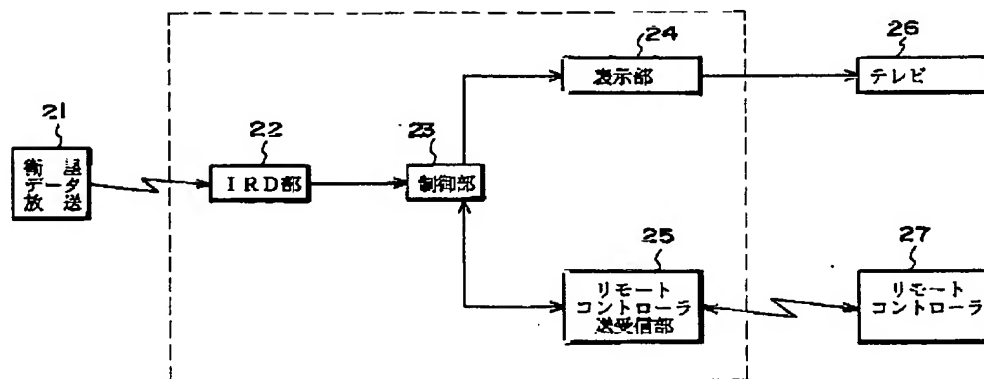 21
衛星
データ
放送
22
IRD部
23
制御部
24
表示部
26
テレビ
25
リモート
コントローラ
送受信部
27
リモート
コントローラ